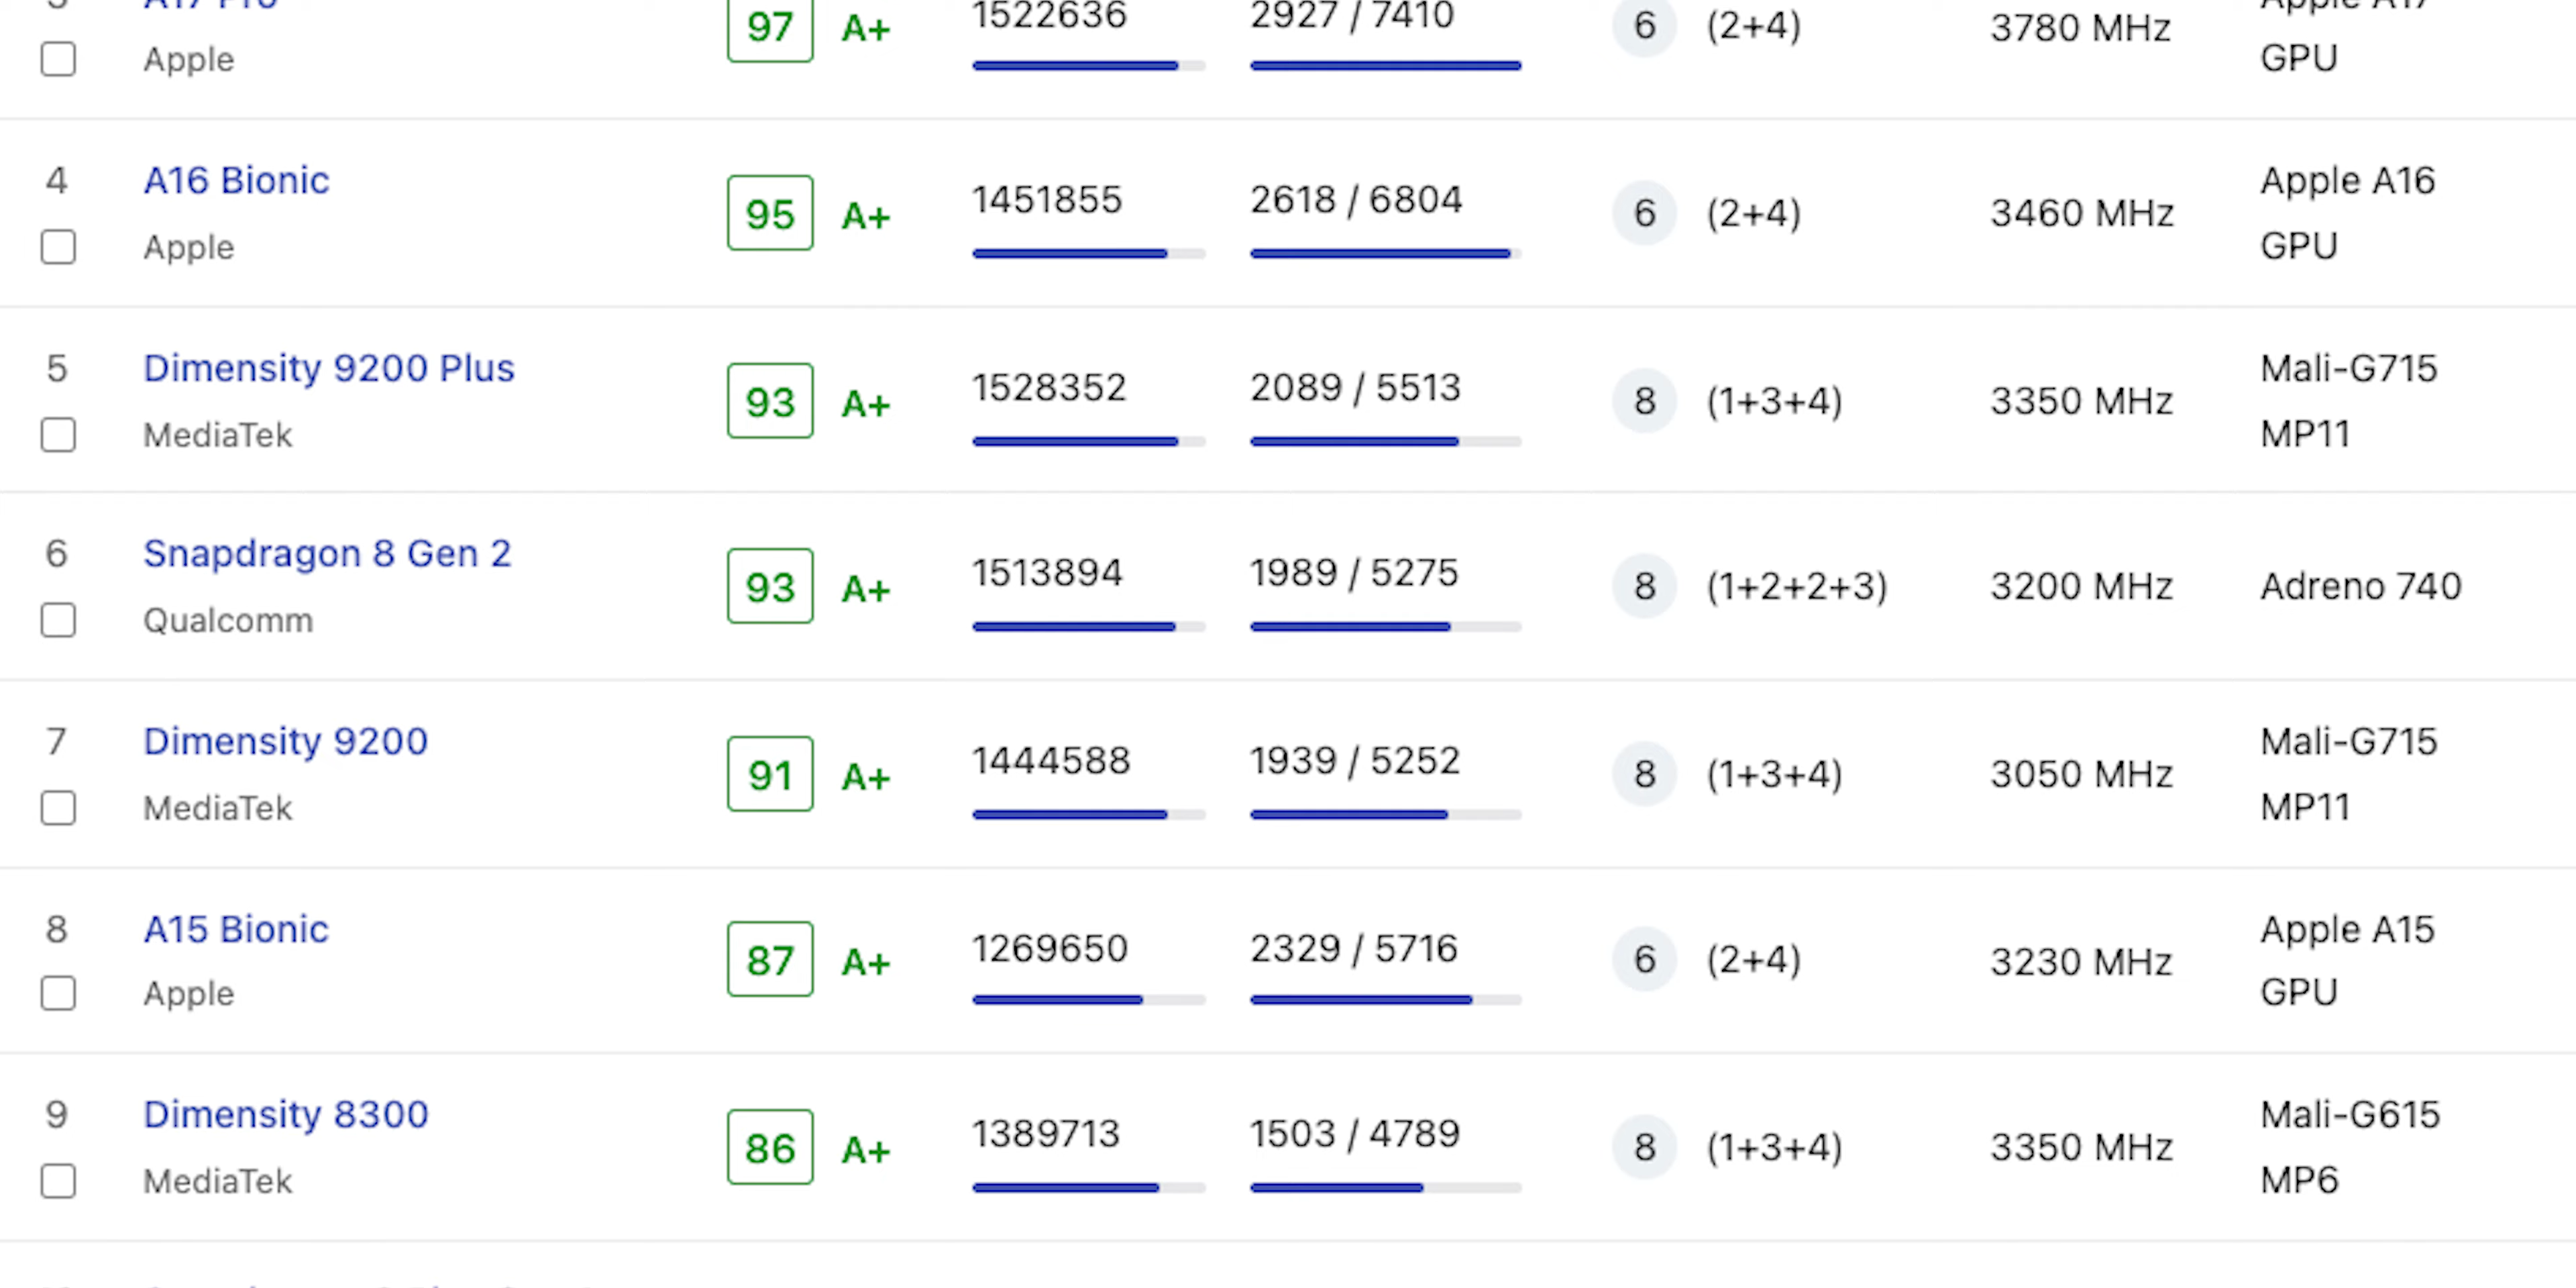 3 A17 Pro 97 A+ 1522636 2927 / 7410 6 (2+4) 3780 MHz Apple A17
Apple GPU
4 A16 Bionic 95 A+ 1451855 2618 / 6804 6 (2+4) 3460 MHz Apple A16
Apple GPU
5 Dimensity 9200 Plus 93 A+ 1528352 2089 / 5513 8 (1+3+4) 3350 MHz Mali-G715
MediaTek MP11
6 Snapdragon 8 Gen 2 93 A+ 1513894 1989 / 5275 8 (1+2+2+3) 3200 MHz Adreno 740
Qualcomm
7 Dimensity 9200 91 A+ 1444588 1939 / 5252 8 (1+3+4) 3050 MHz Mali-G715
MediaTek MP11
8 A15 Bionic 87 A+ 1269650 2329 / 5716 6 (2+4) 3230 MHz Apple A15
Apple GPU
9 Dimensity 8300 86 A+ 1389713 1503 / 4789 8 (1+3+4) 3350 MHz Mali-G615
MediaTek MP6